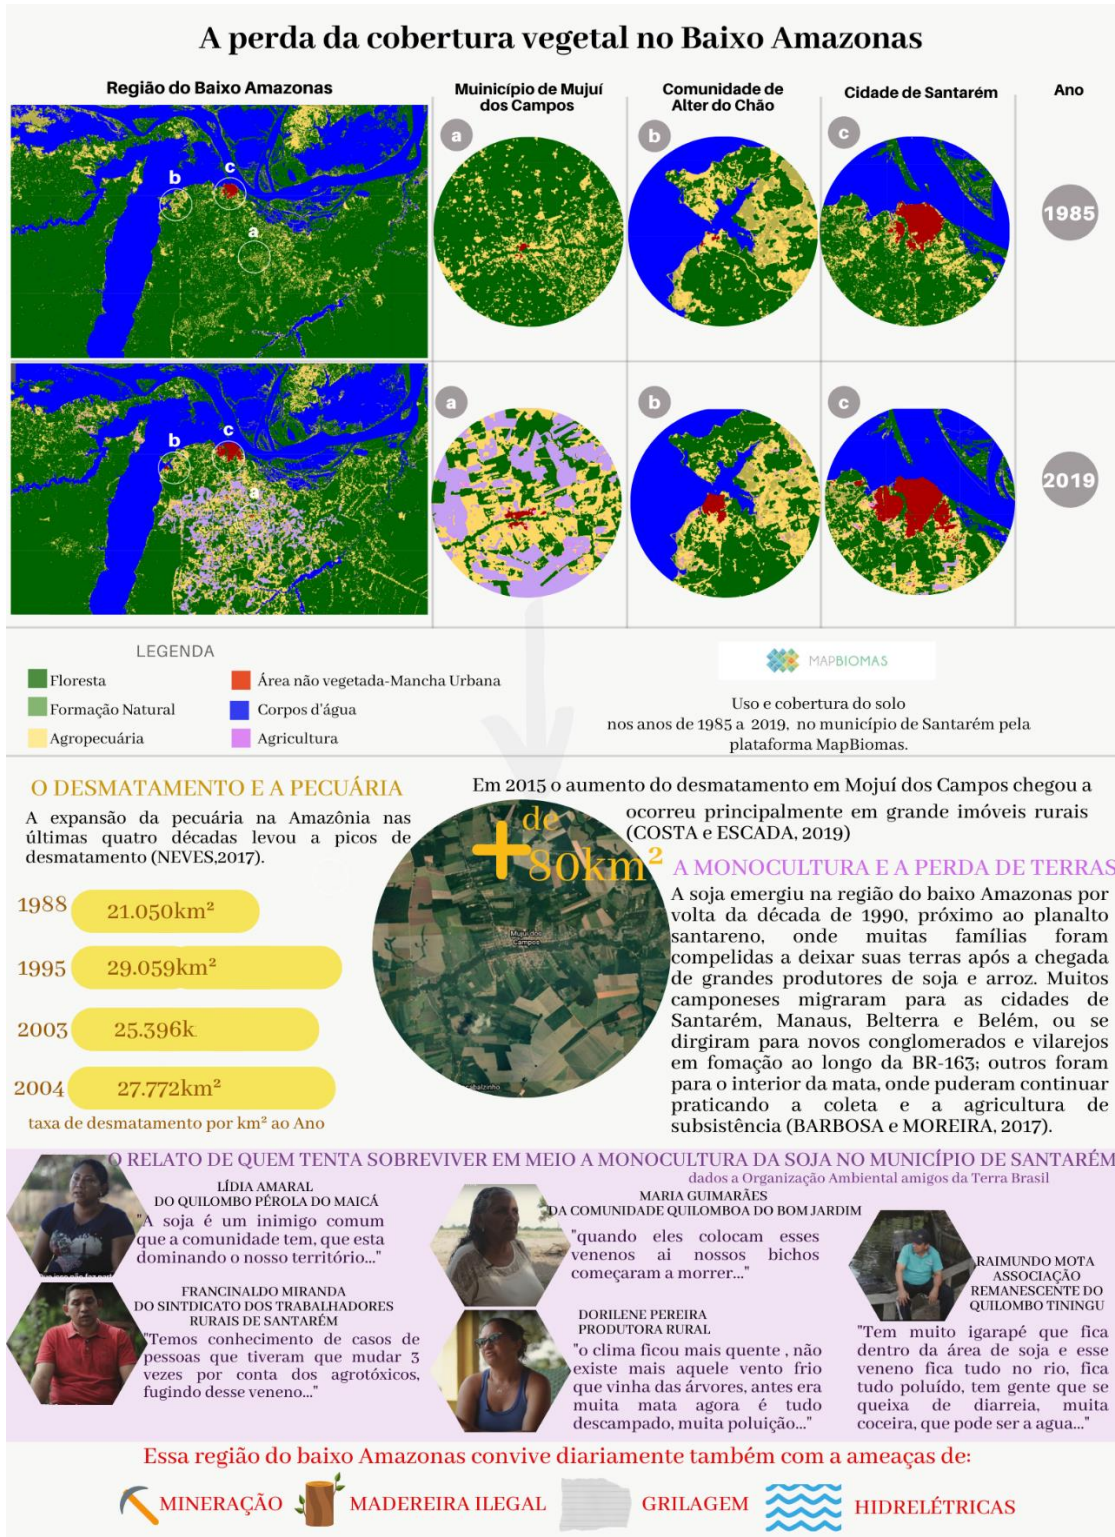 A perda da cobertura vegetal no Baixo Amazonas
Região do Baixo Amazonas
Muinicípio de Mujuí
dos Campos
Comunidade de
Alter do Chão
Cidade de Santarém
Ano
b
c
a
a
b
c
1985
b
c
a
a
b
c
2019
LEGENDA
Floresta
Formação Natural
Agropecuária
Área não vegetada-Mancha Urbana
Corpos d'água
Agricultura
MAPBIOMAS
Uso e cobertura do solo
nos anos de 1985 a 2019, no município de Santarém pela
plataforma MapBiomas.
O DESMATAMENTO E A PECUÁRIA
A expansão da pecuária na Amazônia nas
últimas quatro décadas levou a picos de
desmatamento (NEVES,2017).
1988 21.050km²
1995 29.059km²
2003 25.396k
2004 27.772km²
taxa de desmatamento por km² ao Ano
Em 2015 o aumento do desmatamento em Mojuí dos Campos chegou a
+ de
80km²
ocorreu principalmente em grande imóveis rurais
(COSTA e ESCADA, 2019)
Mujuí dos
Campos
A MONOCULTURA E A PERDA DE TERRAS
A soja emergiu na região do baixo Amazonas por
volta da década de 1990, próximo ao planalto
santareno, onde muitas famílias foram
compelidas a deixar suas terras após a chegada
de grandes produtores de soja e arroz. Muitos
camponeses migraram para as cidades de
Santarém, Manaus, Belterra e Belém, ou se
dirgiram para novos conglomerados e vilarejos
em fomação ao longo da BR-163; outros foram
para o interior da mata, onde puderam continuar
praticando a coleta e a agricultura de
subsistência (BARBOSA e MOREIRA, 2017).
O RELATO DE QUEM TENTA SOBREVIVER EM MEIO A MONOCULTURA DA SOJA NO MUNICÍPIO DE SANTARÉM
dados a Organização Ambiental amigos da Terra Brasil
LÍDIA AMARAL
DO QUILOMBO PÉROLA DO MAICÁ
"A soja é um inimigo comum
que a comunidade tem, que esta
dominando o nosso território..."
FRANCINALDO MIRANDA
DO SINTDICATO DOS TRABALHADORES
RURAIS DE SANTARÉM
"Temos conhecimento de casos de
pessoas que tiveram que mudar 3
vezes por conta dos agrotóxicos,
fugindo desse veneno..."
MARIA GUIMARÃES
DA COMUNIDADE QUILOMBOA DO BOM JARDIM
"quando eles colocam esses
venenos ai nossos bichos
começaram a morrer..."
DORILENE PEREIRA
PRODUTORA RURAL
"o clima ficou mais quente , não
existe mais aquele vento frio
que vinha das árvores, antes era
muita mata agora é tudo
descampado, muita poluição..."
RAIMUNDO MOTA
ASSOCIAÇÃO
REMANESCENTE DO
QUILOMBO TININGU
"Tem muito igarapé que fica
dentro da área de soja e esse
veneno fica tudo no rio, fica
tudo poluído, tem gente que se
queixa de diarreia, muita
coceira, que pode ser a agua..."
Essa região do baixo Amazonas convive diariamente também com a ameaças de:
MINERAÇÃO
MADEREIRA ILEGAL
GRILAGEM
HIDRELÉTRICAS